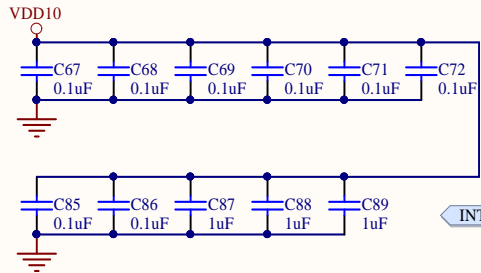 VDD10
C67 C68 C69 C70 C71 C72
0.1uF 0.1uF 0.1uF 0.1uF 0.1uF 0.1uF
C85 C86 C87 C88 C89
0.1uF 0.1uF 1uF 1uF 1uF
INT